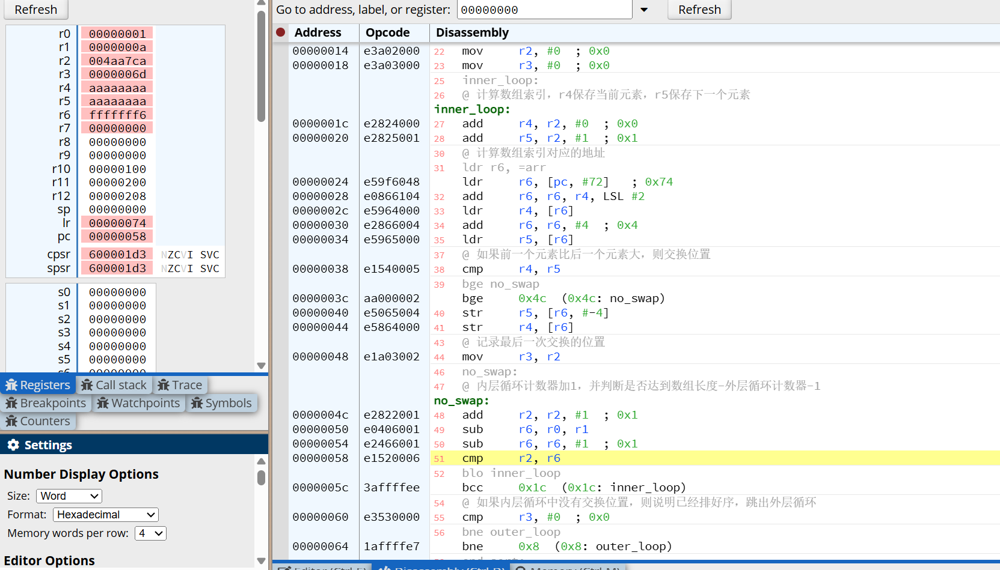 Refresh
r0 00000001
r1 0000000a
r2 004aa7ca
r3 0000006d
r4 aaaaaaaa
r5 aaaaaaaa
r6 fffffff6
r7 00000000
r8 00000000
r9 00000000
r10 00000100
r11 00000200
r12 00000208
sp 00000000
lr 00000074
pc 00000058
cpsr 600001d3 NZCVI SVC
spsr 600001d3 NZCVI SVC
s0 00000000
s1 00000000
s2 00000000
s3 00000000
s4 00000000
s5 00000000
Registers Call stack Trace
Breakpoints Watchpoints Symbols
Counters
Settings
Number Display Options
Size: Word
Format: Hexadecimal
Memory words per row: 4
Editor Options
Go to address, label, or register: 00000000 Refresh
Address Opcode Disassembly
00000014 e3a02000 22 mov r2, #0 ; 0x0
00000018 e3a03000 23 mov r3, #0 ; 0x0
25 inner_loop:
26 @ 计算数组索引，r4保存当前元素，r5保存下一个元素
inner_loop:
0000001c e2824000 27 add r4, r2, #0 ; 0x0
00000020 e2825001 28 add r5, r2, #1 ; 0x1
30 @ 计算数组索引对应的地址
31 ldr r6, =arr
00000024 e59f6048 ldr r6, [pc, #72] ; 0x74
00000028 e0866104 32 add r6, r6, r4, LSL #2
0000002c e5964000 33 ldr r4, [r6]
00000030 e2866004 34 add r6, r6, #4 ; 0x4
00000034 e5965000 35 ldr r5, [r6]
37 @ 如果前一个元素比后一个元素大，则交换位置
00000038 e1540005 38 cmp r4, r5
39 bge no_swap
0000003c aa000002 bge 0x4c (0x4c: no_swap)
00000040 e5065004 40 str r5, [r6, #-4]
00000044 e5864000 41 str r4, [r6]
43 @ 记录最后一次交换的位置
00000048 e1a03002 44 mov r3, r2
46 no_swap:
47 @ 内层循环计数器加1，并判断是否达到数组长度-外层循环计数器-1
no_swap:
0000004c e2822001 48 add r2, r2, #1 ; 0x1
00000050 e0406001 49 sub r6, r0, r1
00000054 e2466001 50 sub r6, r6, #1 ; 0x1
00000058 e1520006 51 cmp r2, r6
52 blo inner_loop
0000005c 3affffee bcc 0x1c (0x1c: inner_loop)
54 @ 如果内层循环中没有交换位置，则说明已经排好序，跳出外层循环
00000060 e3530000 55 cmp r3, #0 ; 0x0
56 bne outer_loop
00000064 1affffe7 bne 0x8 (0x8: outer_loop)
Editor (Ctrl-E) Disassembly (Ctrl-D) Memory (Ctrl-M)